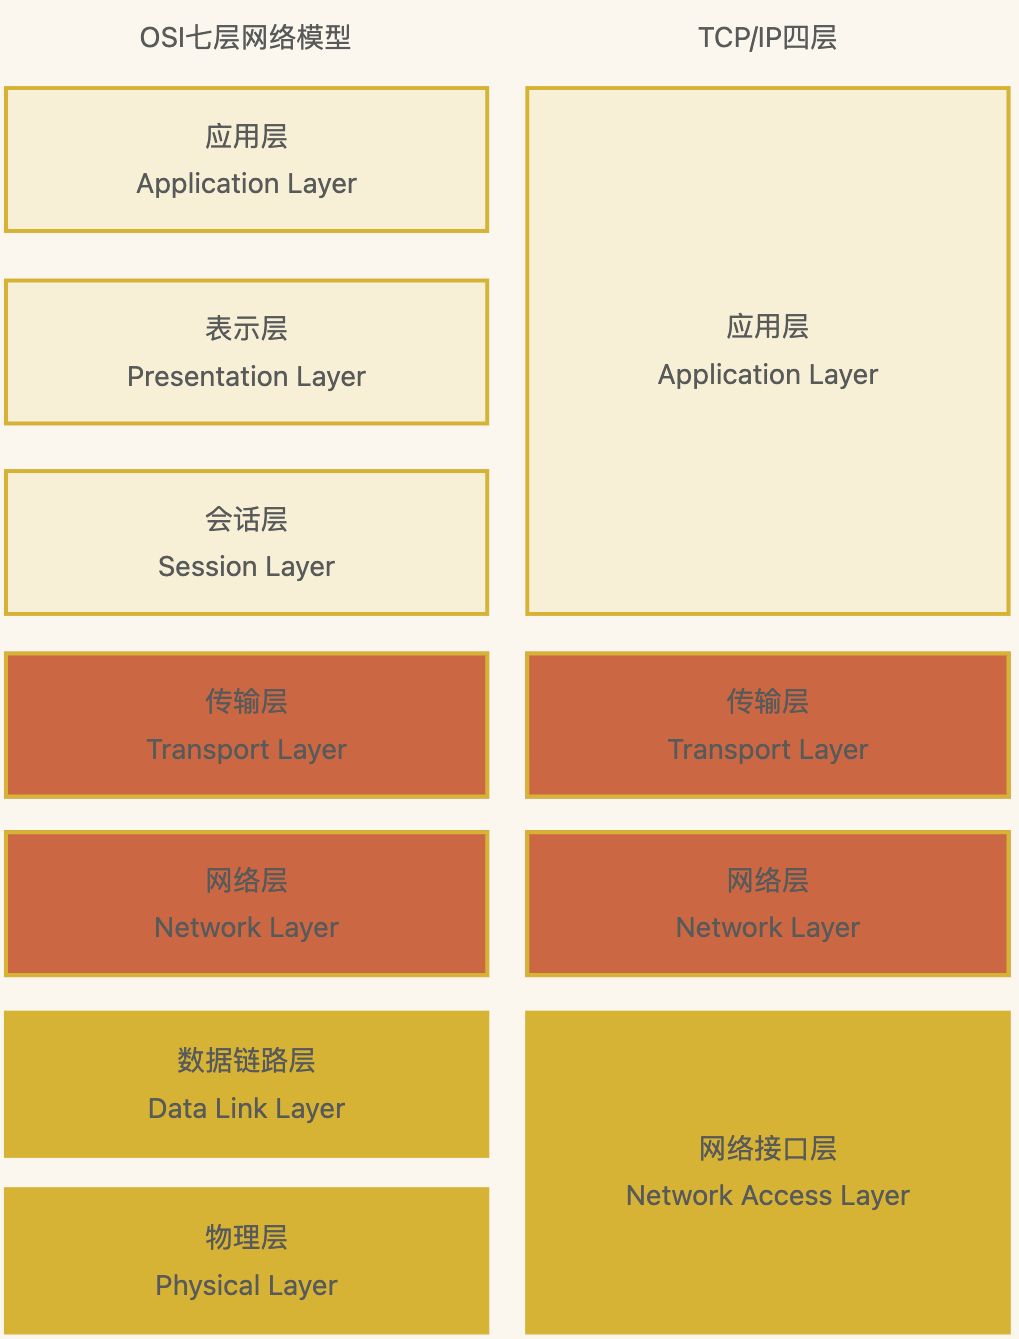 OSI七层网络模型
TCP/IP四层
应用层
Application Layer
表示层
Presentation Layer
会话层
Session Layer
应用层
Application Layer
传输层
Transport Layer
传输层
Transport Layer
网络层
Network Layer
网络层
Network Layer
数据链路层
Data Link Layer
物理层
Physical Layer
网络接口层
Network Access Layer